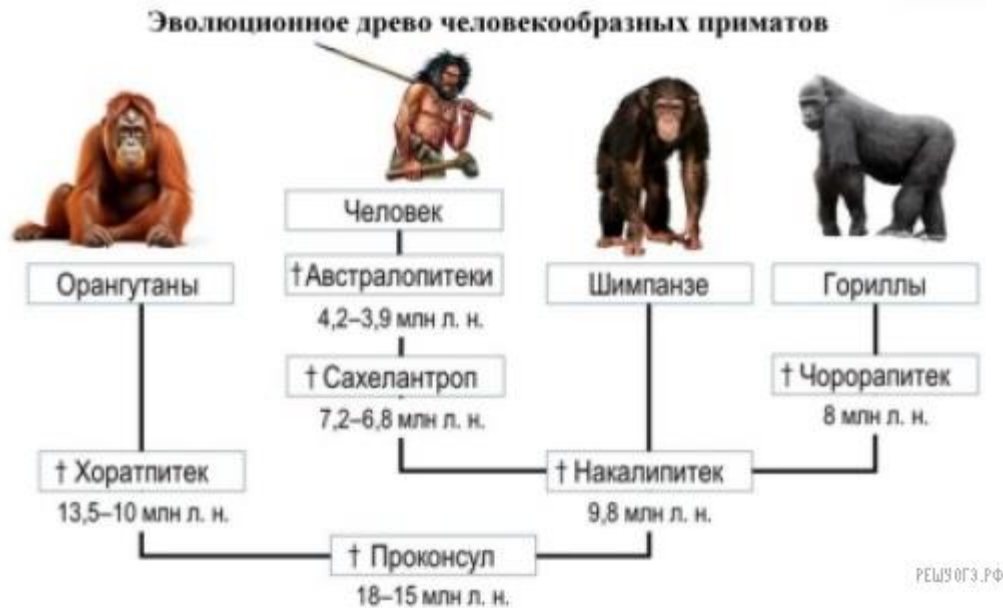 Эволюционное древо человекообразных приматов
Человек
Орангутаны
†Австралопитеки
Шимпанзе
Гориллы
4,2–3,9 млн л. н.
† Сахелантроп
† Чорорапитек
7,2–6,8 млн л. н.
8 млн л. н.
† Хоратпитек
† Накалипитек
13,5–10 млн л. н.
9,8 млн л. н.
† Проконсул
18–15 млн л. н.
РЕШУОГЭ.РФ